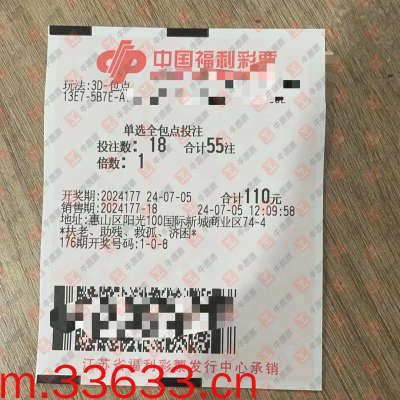 中国福利彩票
玩法:3D-包点
13E7-5B7E-A
单选全包点投注
投注数: 18 合计55注
倍数: 1
开奖期:2024177 24-07-05 合计110元
销售期:2024177-18 24-07-05 12:09:58
地址:惠山区阳光100国际新城商业区74-4
*扶老、助残、救孤、济困*
176期开奖号码:1-0-8
江苏省福利彩票发行中心承销
m.33633.cn